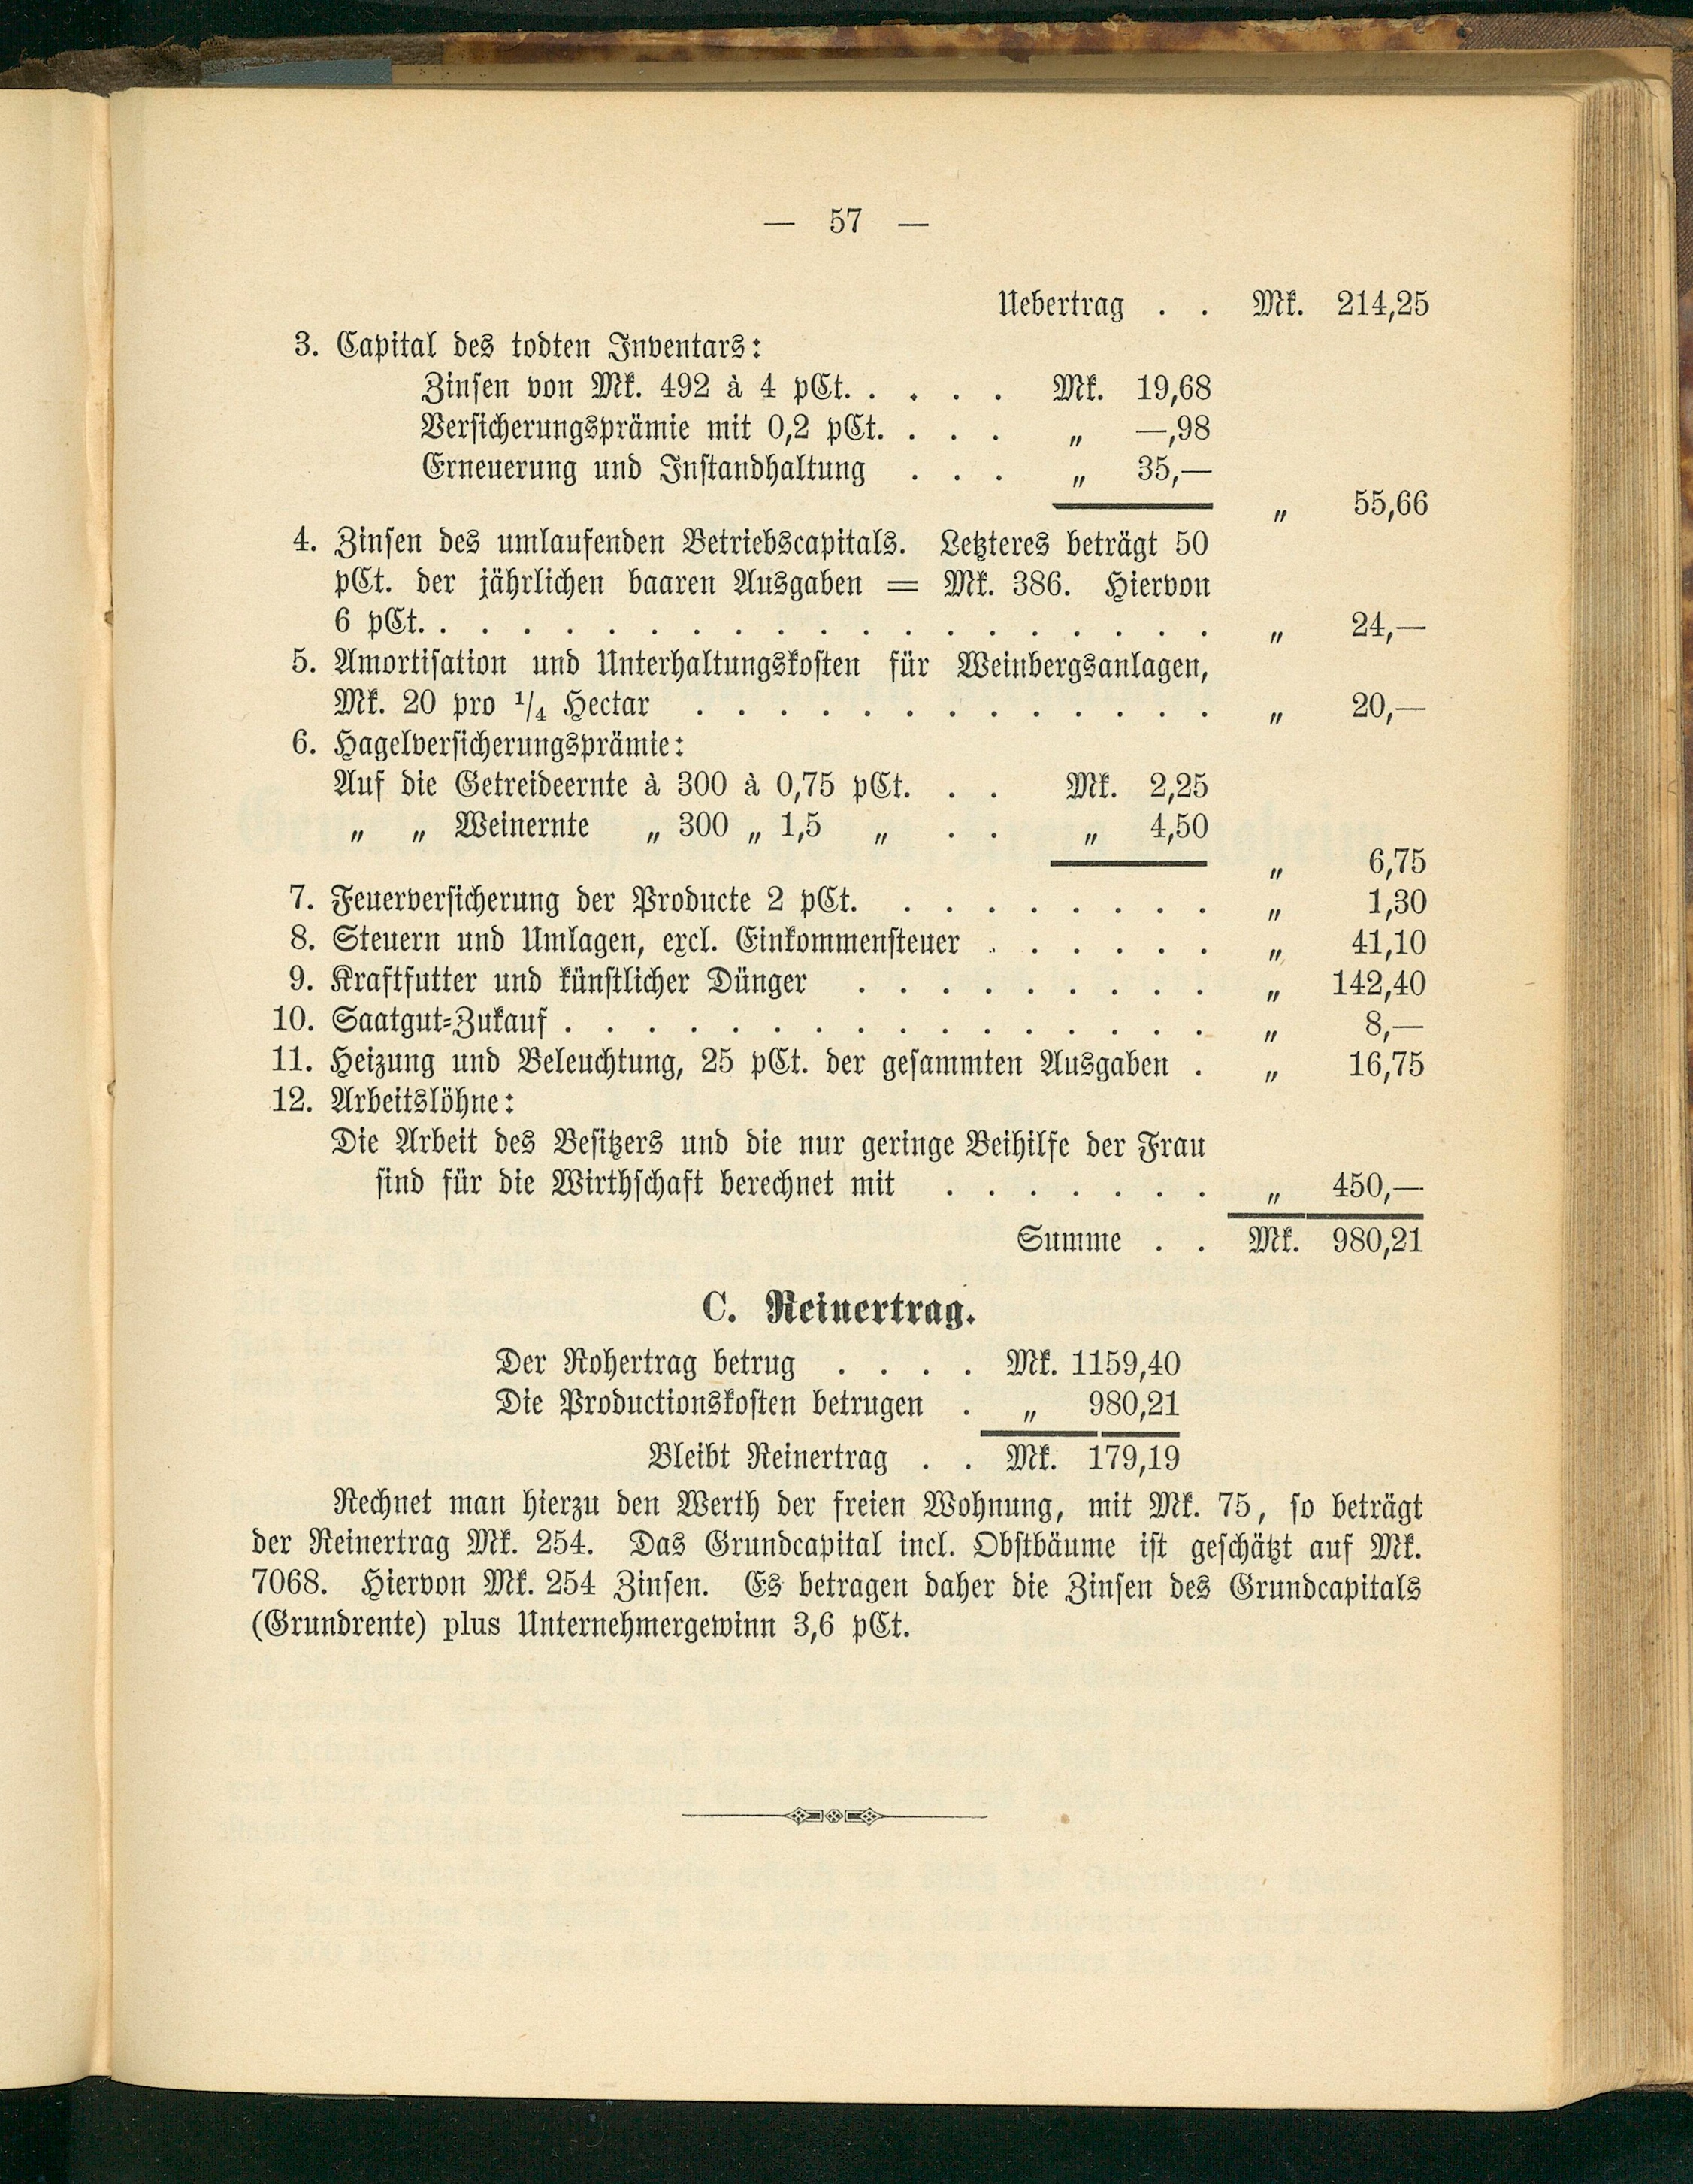 — 57 —
Uebertrag . . Mk. 214,25
3. Capital des todten Inventars:
Zinsen von Mk. 492 à 4 pCt. . . . . Mk. 19,68
Versicherungsprämie mit 0,2 pCt. . . . „ —,98
Erneuerung und Instandhaltung . . . „ 35,—
„ 55,66
4. Zinsen des umlaufenden Betriebscapitals. Letzteres beträgt 50
pCt. der jährlichen baaren Ausgaben = Mk. 386. Hiervon
6 pCt. . . . . . . . . . . . . . . . . . . . „ 24,—
5. Amortisation und Unterhaltungskosten für Weinbergsanlagen,
Mk. 20 pro 1/4 Hectar . . . . . . . . . . . . . „ 20,—
6. Hagelversicherungsprämie:
Auf die Getreideernte à 300 à 0,75 pCt. . . Mk. 2,25
„ „ Weinernte „ 300 „ 1,5 „ . . „ 4,50
„ 6,75
7. Feuerversicherung der Producte 2 pCt. . . . . . . . . „ 1,30
8. Steuern und Umlagen, excl. Einkommensteuer . . . . . . „ 41,10
9. Kraftfutter und künstlicher Dünger . . . . . . . . . „ 142,40
10. Saatgut-Zukauf . . . . . . . . . . . . . . . . „ 8,—
11. Heizung und Beleuchtung, 25 pCt. der gesammten Ausgaben . „ 16,75
12. Arbeitslöhne:
Die Arbeit des Besitzers und die nur geringe Beihilfe der Frau
sind für die Wirthschaft berechnet mit . . . . . . . „ 450,—
Summe . . Mk. 980,21
C. Reinertrag.
Der Rohertrag betrug . . . . Mk. 1159,40
Die Productionskosten betrugen . „ 980,21
Bleibt Reinertrag . . Mk. 179,19
Rechnet man hierzu den Werth der freien Wohnung, mit Mk. 75, so beträgt
der Reinertrag Mk. 254. Das Grundcapital incl. Obstbäume ist geschätzt auf Mk.
7068. Hiervon Mk. 254 Zinsen. Es betragen daher die Zinsen des Grundcapitals
(Grundrente) plus Unternehmergewinn 3,6 pCt.